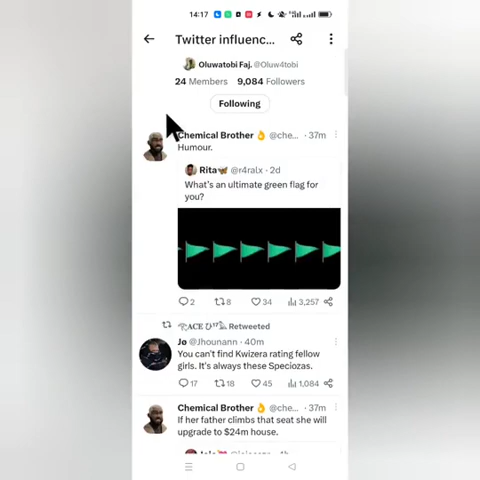 14:17
Twitter influenc...
Oluwatobi Faj. @Oluw4tobi
24 Members 9,084 Followers
Following
Chemical Brother 👌 @che... · 37m
Humour.
Rita🦋 @r4ralx · 2d
What's an ultimate green flag for
you?
2 8 34 3,257
Retweeted
Jø @Jhounann · 40m
You can't find Kwizera rating fellow
girls. It's always these Speciozas.
17 18 45 1,084
Chemical Brother 👌 @che... · 37m
If her father climbs that seat she will
upgrade to $24m house.